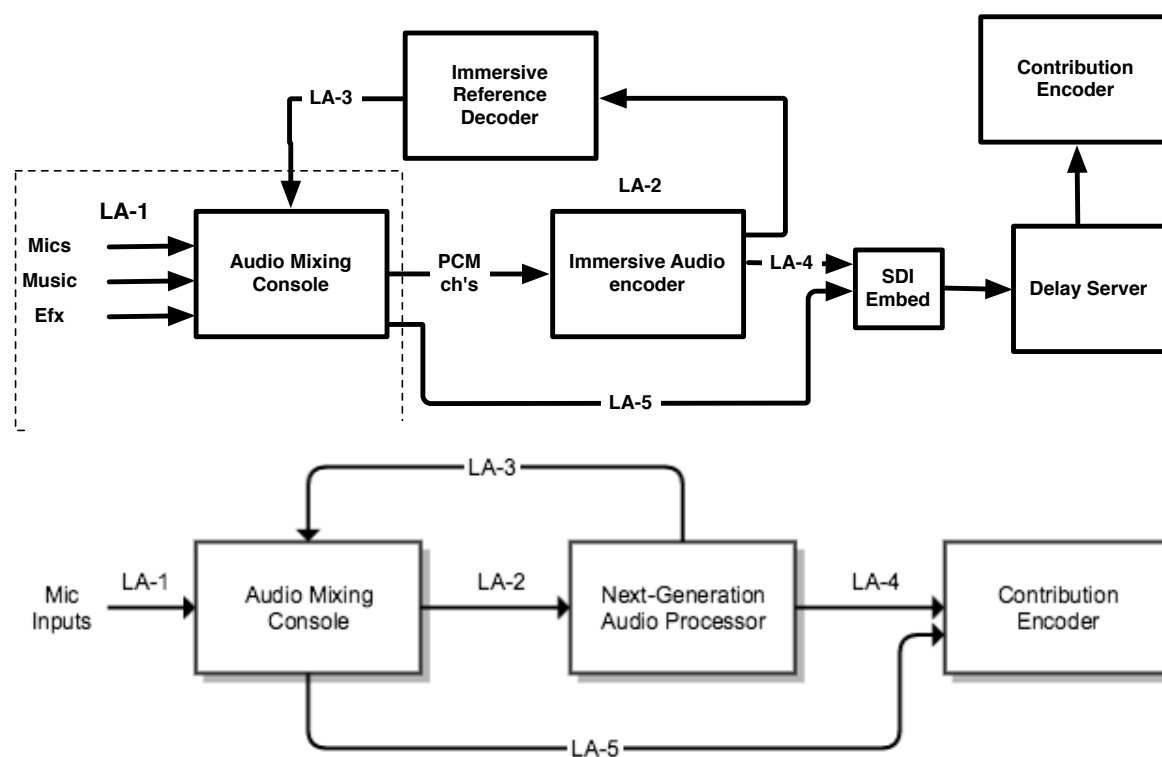 Immersive
Reference
Decoder
Contribution
Encoder
LA-3
LA-2
LA-1
Mics
Music
Efx
Audio Mixing
Console
PCM
ch's
Immersive Audio
encoder
LA-4
SDI
Embed
Delay Server
LA-5
LA-3
Mic
Inputs
LA-1
Audio Mixing
Console
LA-2
Next-Generation
Audio Processor
LA-4
Contribution
Encoder
LA-5